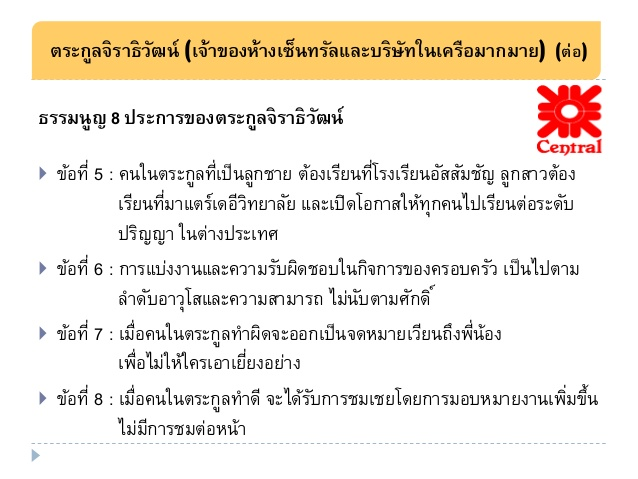 ตระกูลจิราธิวัฒน์ (เจ้าของห้างเซ็นทรัลและบริษัทในเครือมากมาย) (ต่อ)
ธรรมนูญ 8 ประการของตระกูลจิราธิวัฒน์
Central
ข้อที่ 5 : คนในตระกูลที่เป็นลูกชาย ต้องเรียนที่โรงเรียนอัสสัมชัญ ลูกสาวต้อง
เรียนที่มาแตร์เดอีวิทยาลัย และเปิดโอกาสให้ทุกคนไปเรียนต่อระดับ
ปริญญา ในต่างประเทศ
ข้อที่ 6 : การแบ่งงานและความรับผิดชอบในกิจการของครอบครัว เป็นไปตาม
ลำดับอาวุโสและความสามารถ ไม่นับตามศักดิ์
ข้อที่ 7 : เมื่อคนในตระกูลทำผิดจะออกเป็นจดหมายเวียนถึงพี่น้อง
เพื่อไม่ให้ใครเอาเยี่ยงอย่าง
ข้อที่ 8 : เมื่อคนในตระกูลทำดี จะได้รับการชมเชยโดยการมอบหมายงานเพิ่มขึ้น
ไม่มีการชมต่อหน้า